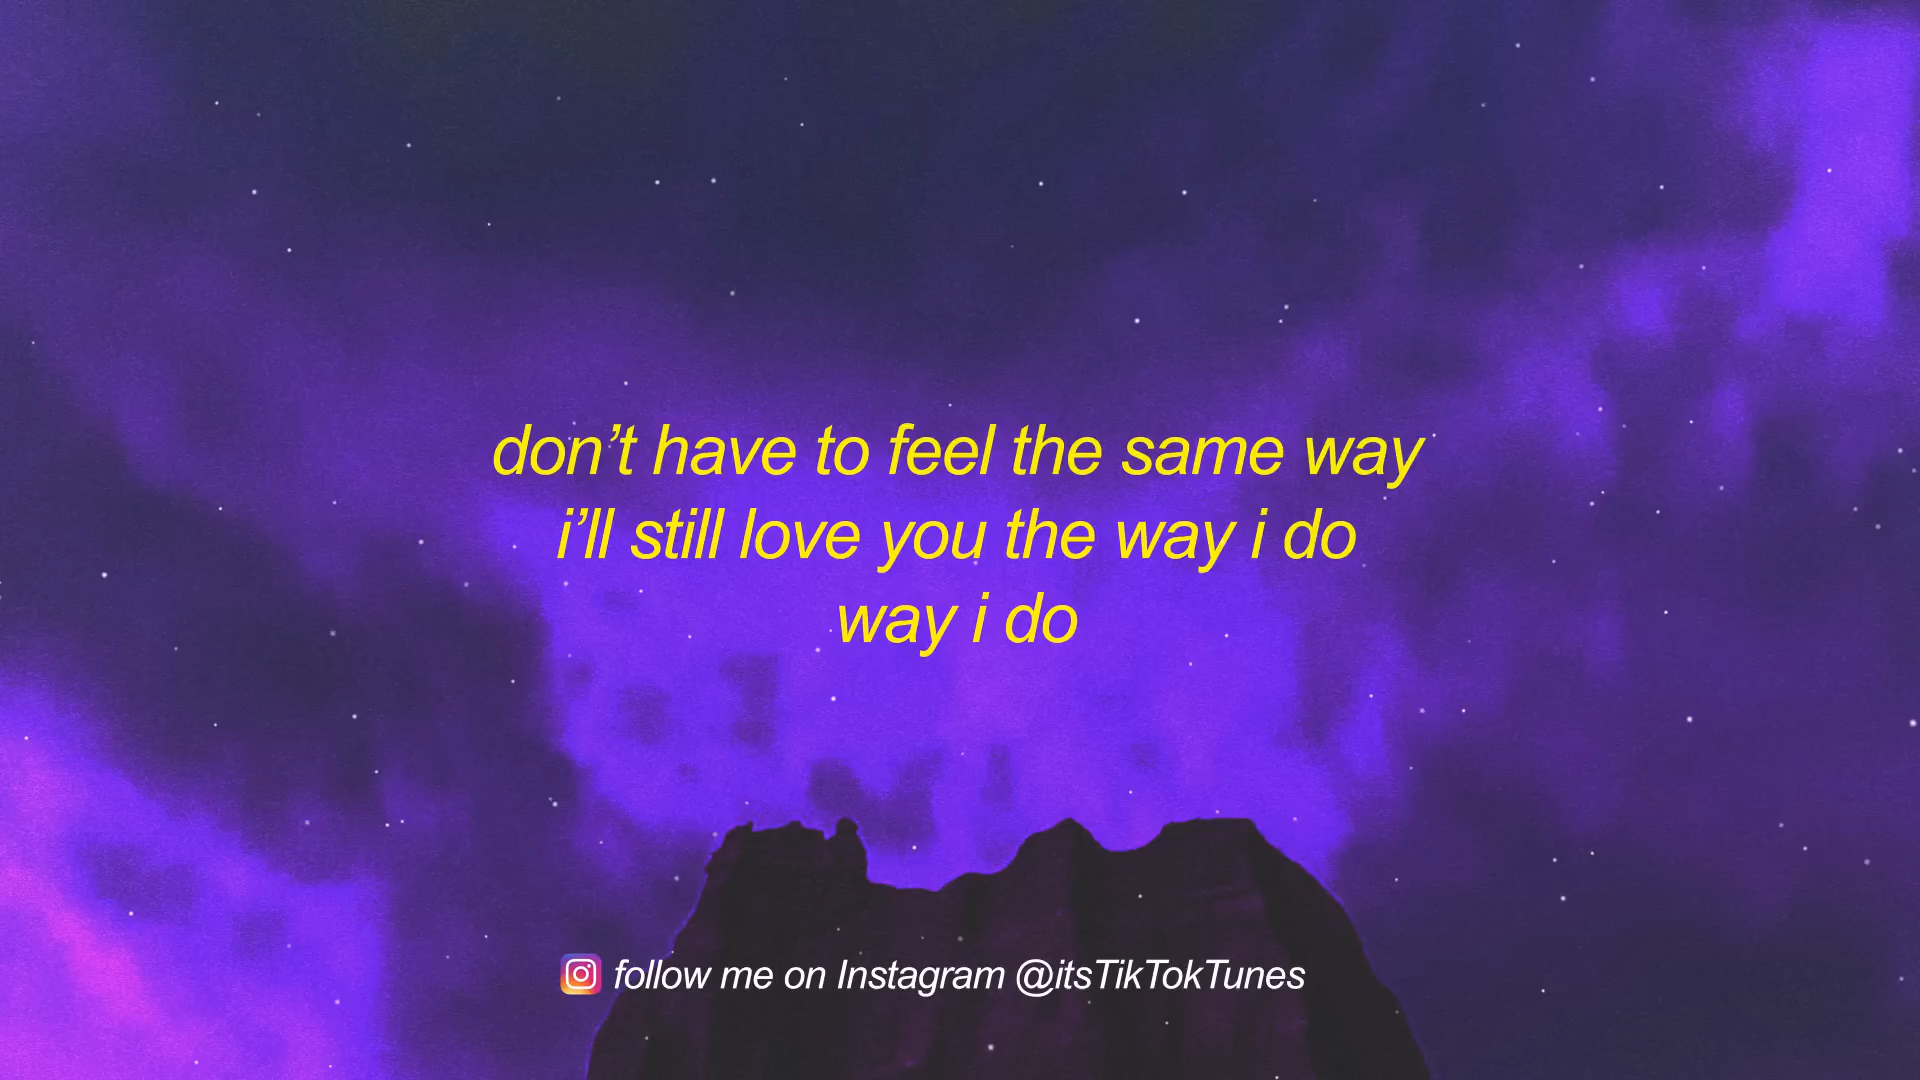 don’t have to feel the same way
i’ll still love you the way i do
way i do
follow me on Instagram @itsTikTokTunes